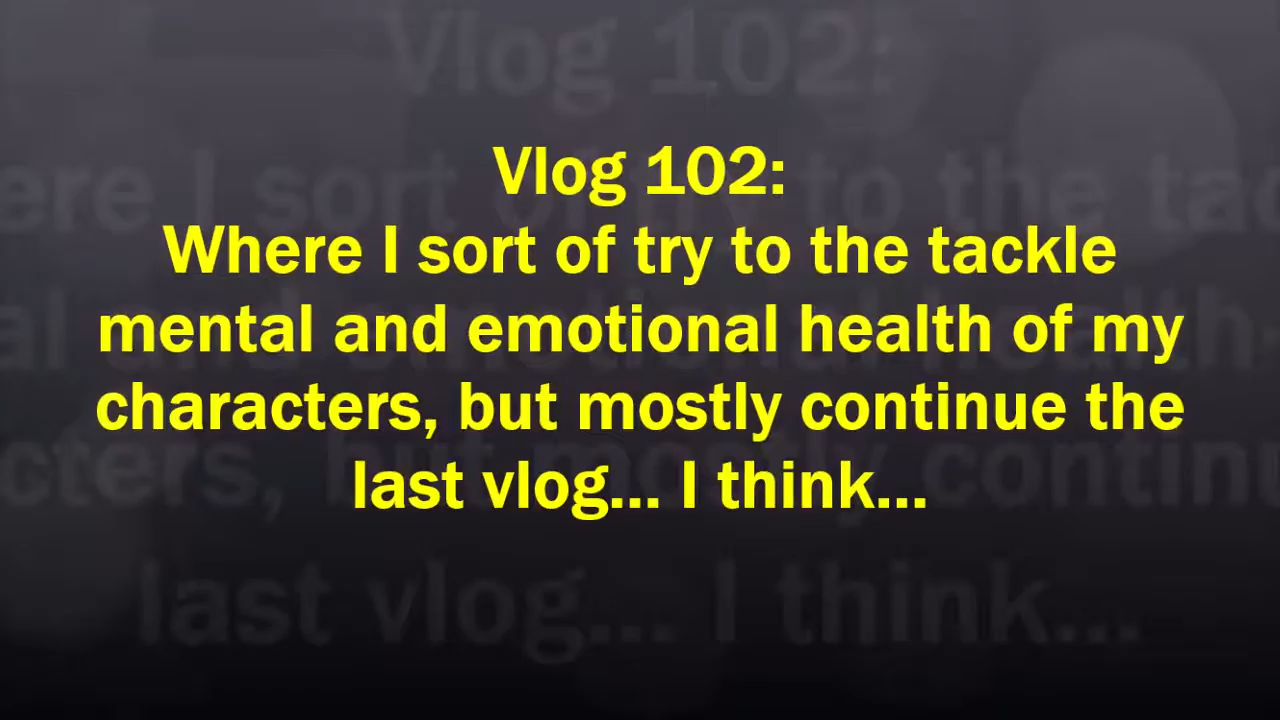 Vlog 102:
Where I sort of try to the tackle
mental and emotional health of my
characters, but mostly continue the
last vlog... I think...